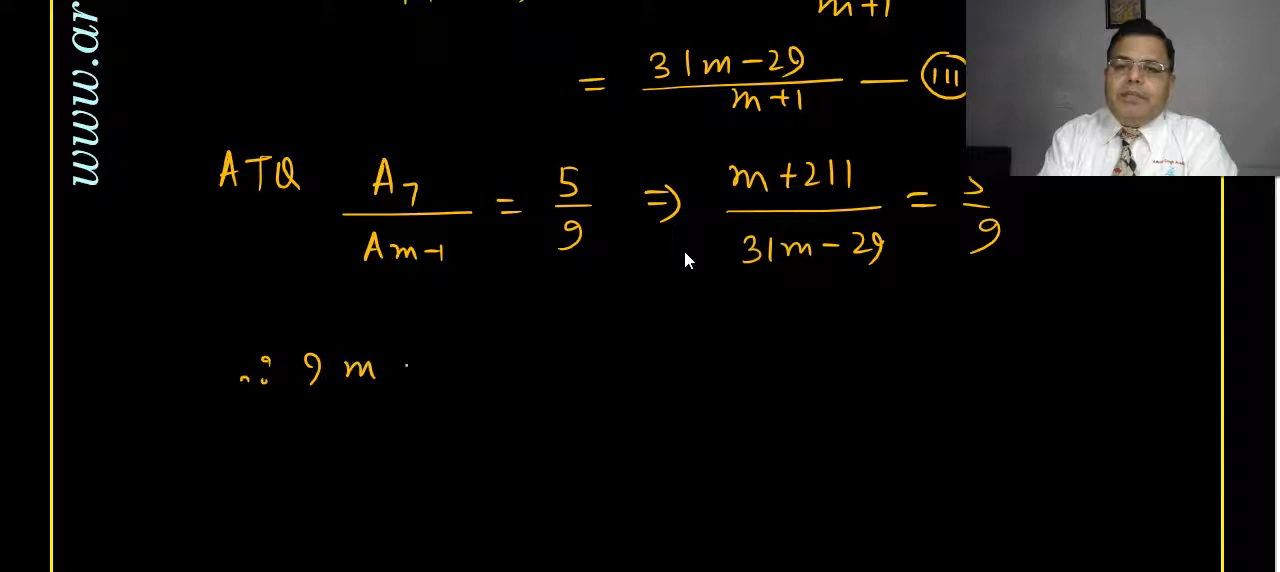 www.ar
m+1
= 31m-29 / m+1 — (III)
ATQ A7 / Am-1 = 5/9 ⇒ m+211 / 31m-29 = 5/9
∴ 9m